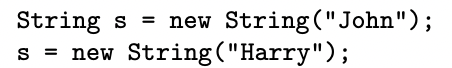 String s = new String("John");
s = new String("Harry");